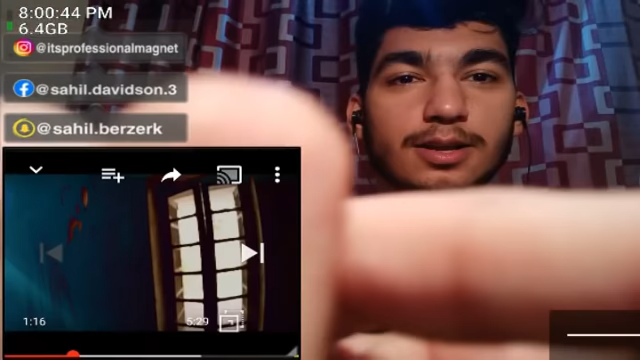 8:00:44 PM
6.4GB
@itsprofessionalmagnet
@sahil.davidson.3
@sahil.berzerk
1:16
5:29